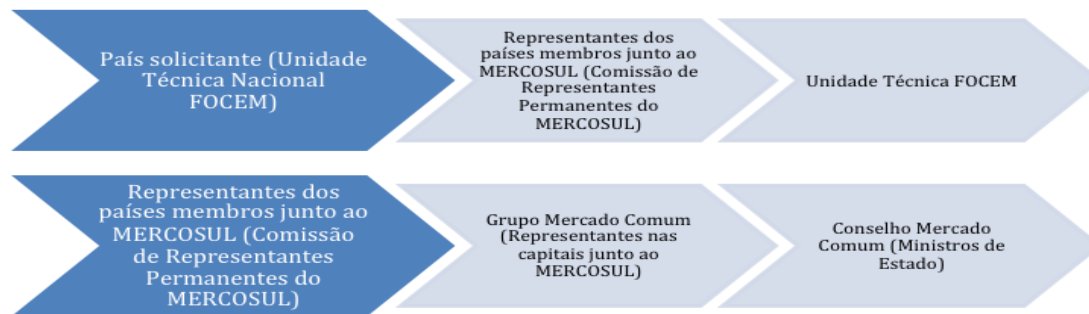 País solicitante (Unidade
Técnica Nacional
FOCEM)
Representantes dos
países membros junto ao
MERCOSUL (Comissão de
Representantes
Permanentes do
MERCOSUL)
Unidade Técnica FOCEM
Representantes dos
países membros junto ao
MERCOSUL (Comissão
de Representantes
Permanentes do
MERCOSUL)
Grupo Mercado Comum
(Representantes nas
capitais junto ao
MERCOSUL)
Conselho Mercado
Comum (Ministros de
Estado)